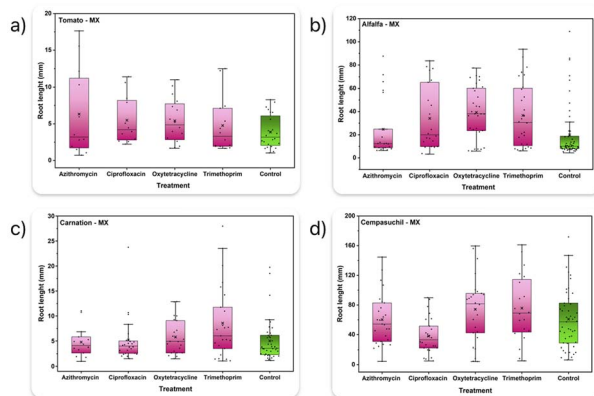 a)
Tomato - MX
Root lenght (mm)
20
15
10
5
0
Azithromycin Ciprofloxacin Oxytetracycline Trimethoprim Control
Treatment
b)
Alfalfa - MX
Root lenght (mm)
120
100
80
60
40
20
0
Azithromycin Ciprofloxacin Oxytetracycline Trimethoprim Control
Treatment
c)
Carnation - MX
Root lenght (mm)
30
25
20
15
10
5
0
Azithromycin Ciprofloxacin Oxytetracycline Trimethoprim Control
Treatment
d)
Cempasuchil - MX
Root lenght (mm)
200
160
120
80
40
0
Azithromycin Ciprofloxacin Oxytetracycline Trimethoprim Control
Treatment